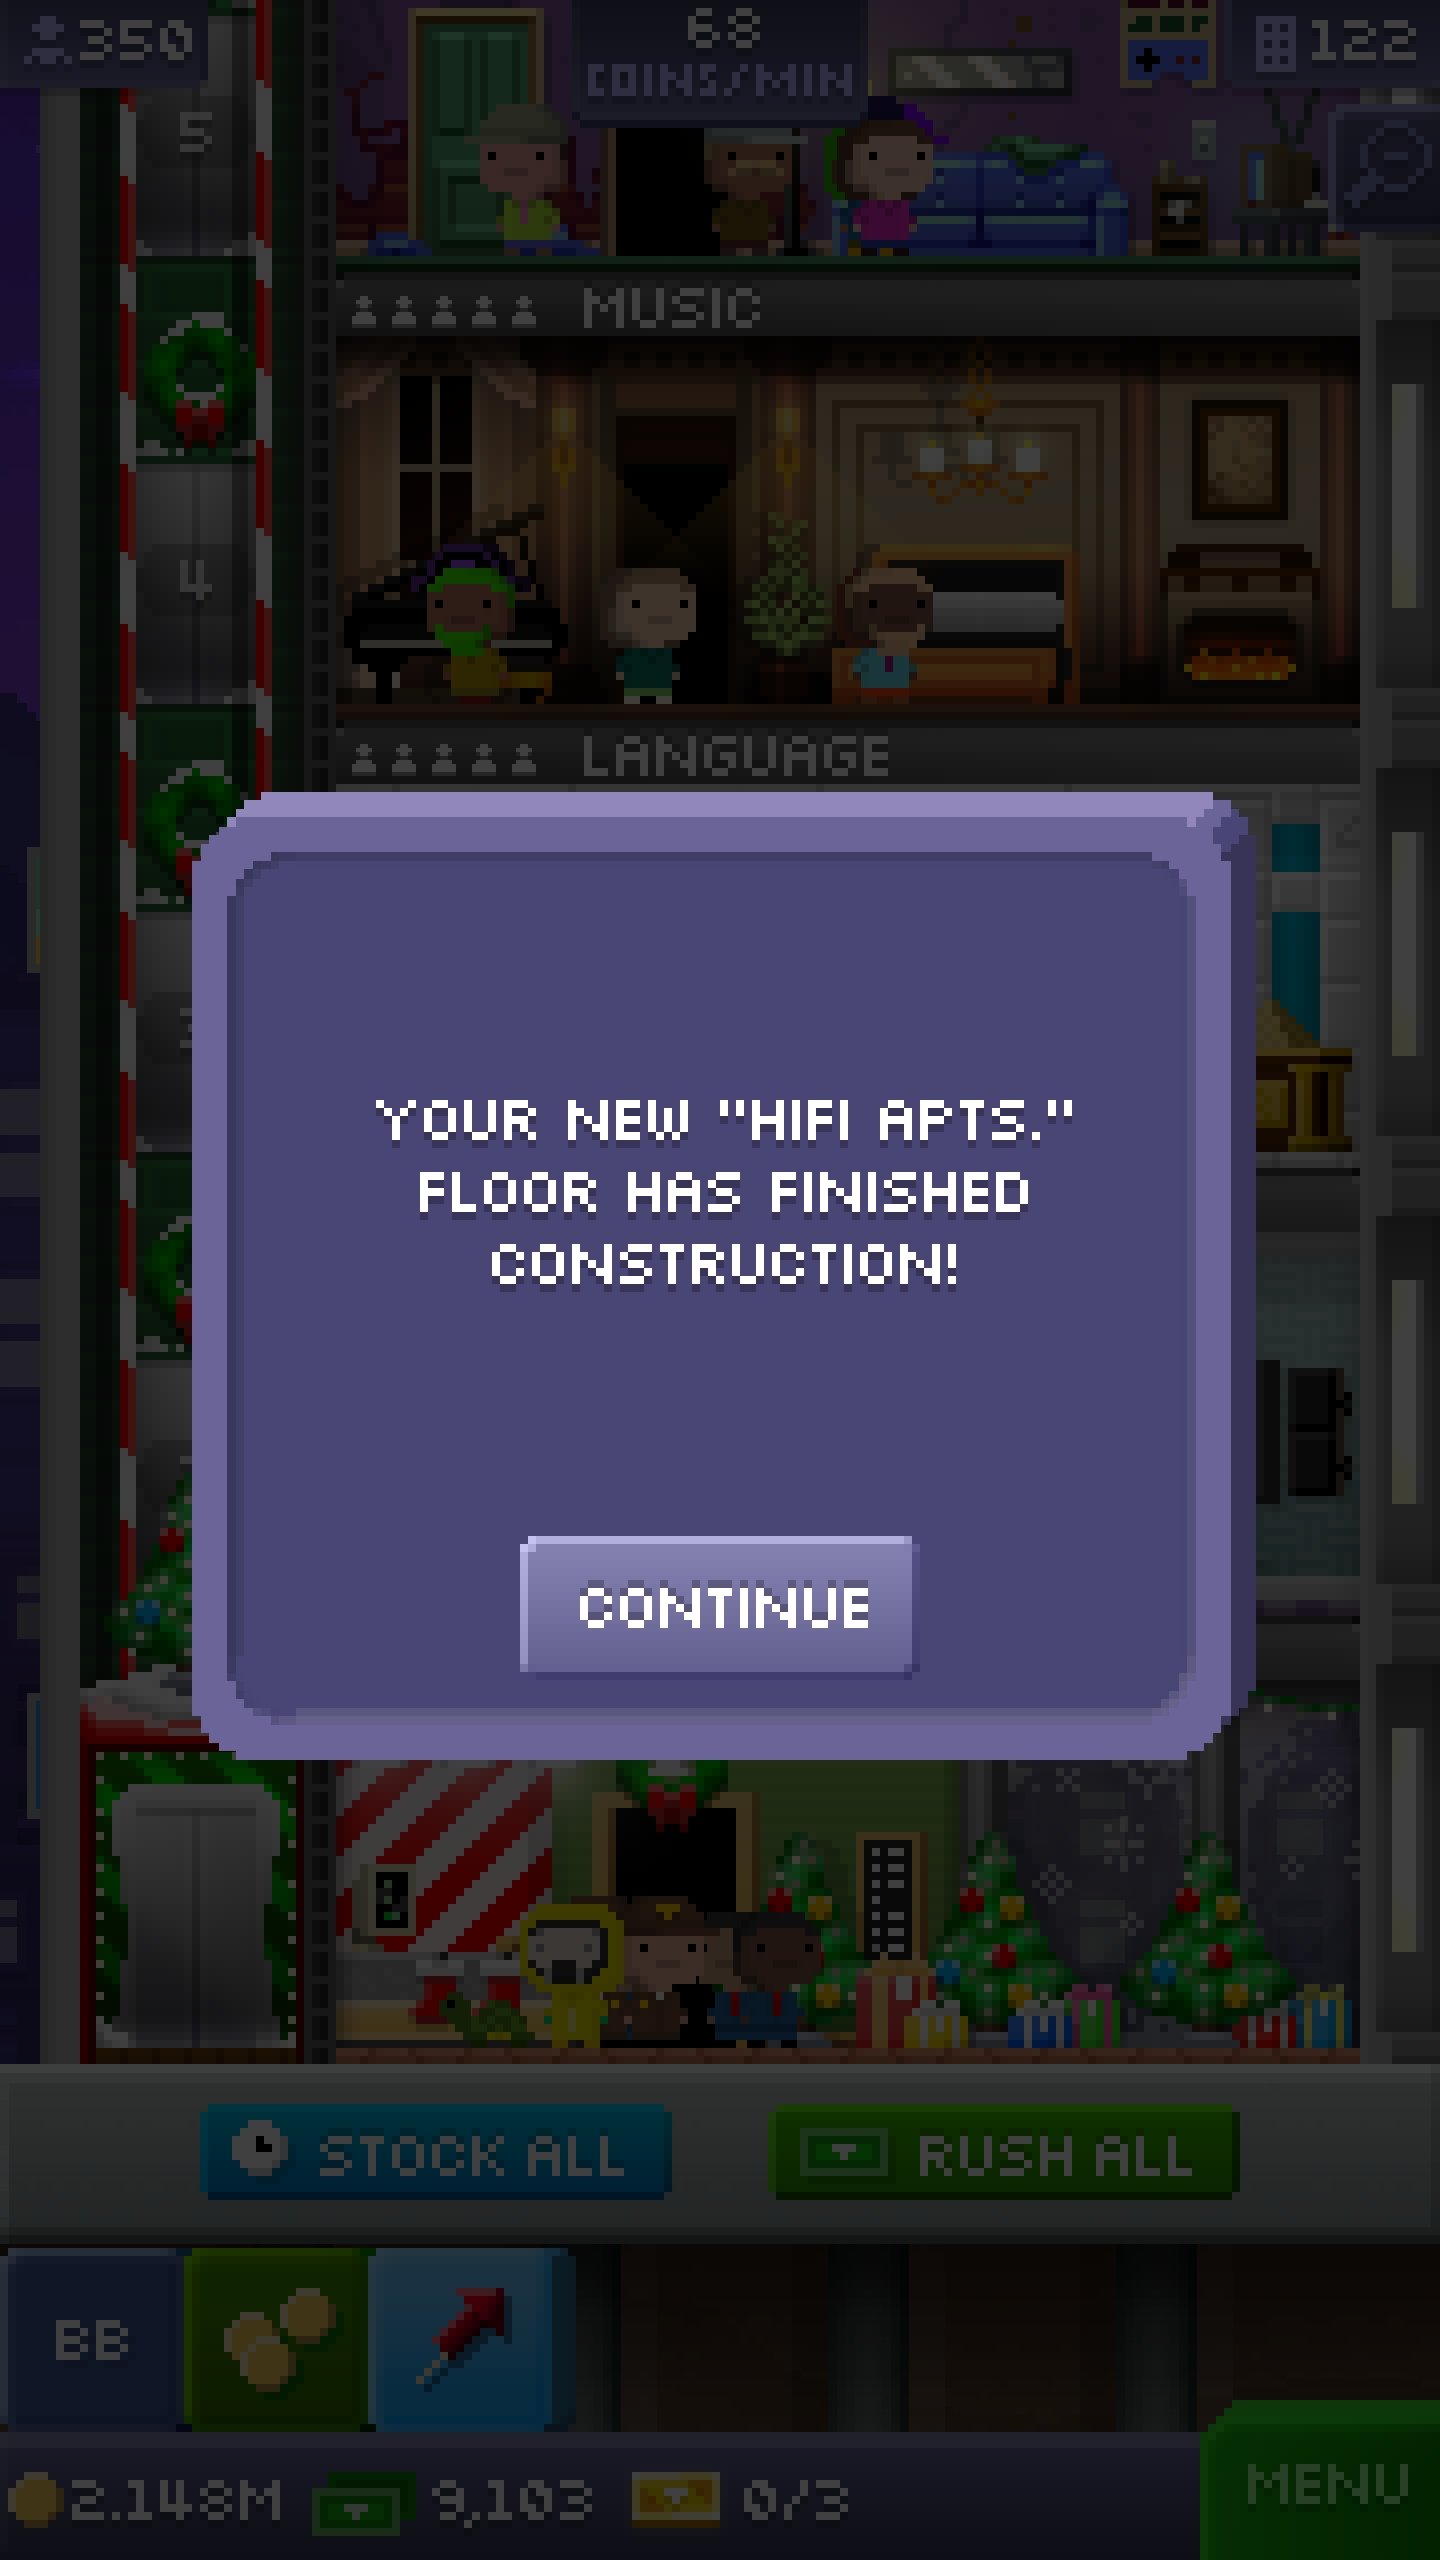 350
68
COINS/MIN
122
5
MUSIC
4
LANGUAGE
YOUR NEW "HIFI APTS."
FLOOR HAS FINISHED
CONSTRUCTION!
CONTINUE
STOCK ALL
RUSH ALL
BB
2.148M
9,103
0/3
MENU